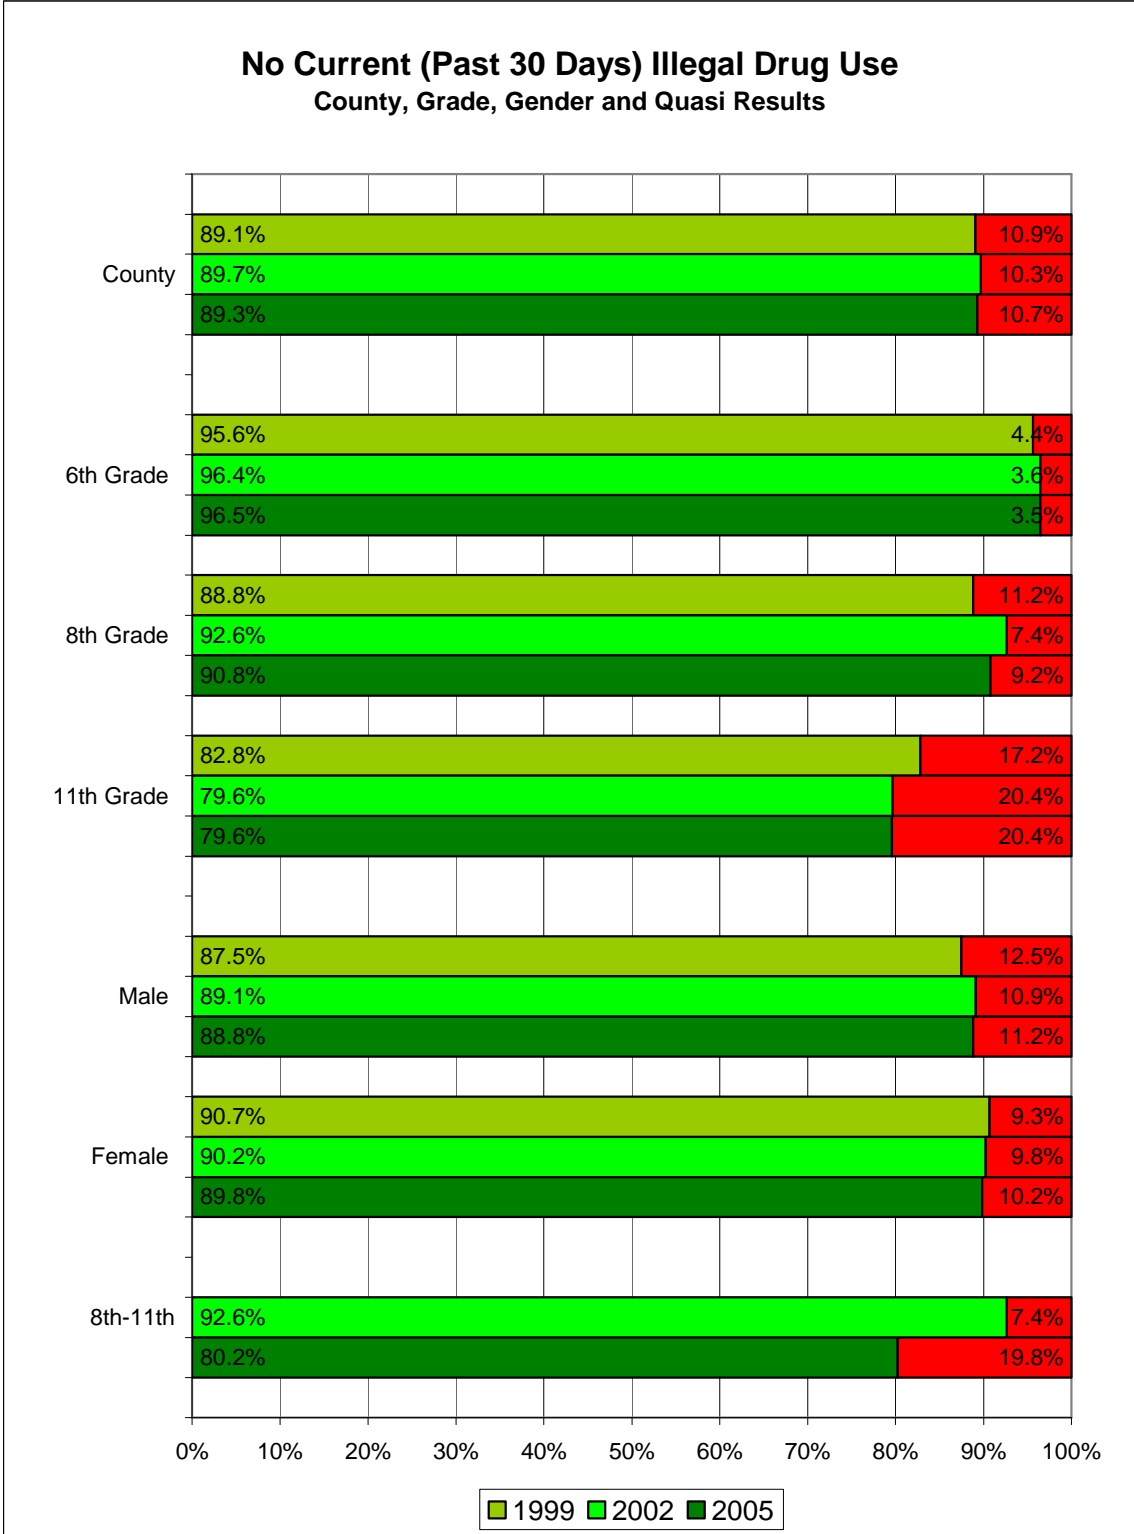 No Current (Past 30 Days) Illegal Drug Use
County, Grade, Gender and Quasi Results
89.1% 10.9%
County 89.7% 10.3%
89.3% 10.7%
95.6% 4.4%
6th Grade 96.4% 3.6%
96.5% 3.5%
88.8% 11.2%
8th Grade 92.6% 7.4%
90.8% 9.2%
82.8% 17.2%
11th Grade 79.6% 20.4%
79.6% 20.4%
87.5% 12.5%
Male 89.1% 10.9%
88.8% 11.2%
90.7% 9.3%
Female 90.2% 9.8%
89.8% 10.2%
8th-11th 92.6% 7.4%
80.2% 19.8%
0% 10% 20% 30% 40% 50% 60% 70% 80% 90% 100%
1999 2002 2005